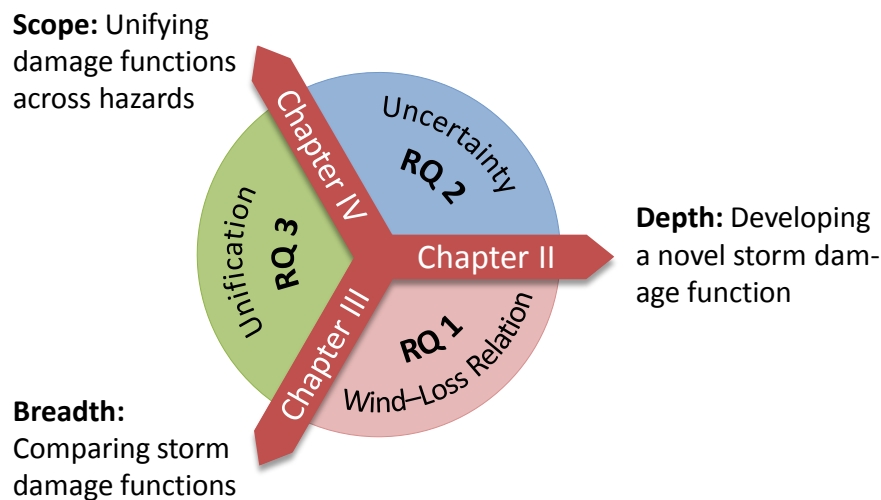 Scope: Unifying
damage functions
across hazards
Chapter IV
Uncertainty
RQ 2
Unification
RQ 3
Chapter II
Depth: Developing
a novel storm dam-
age function
Chapter III
RQ 1
Wind–Loss Relation
Breadth:
Comparing storm
damage functions